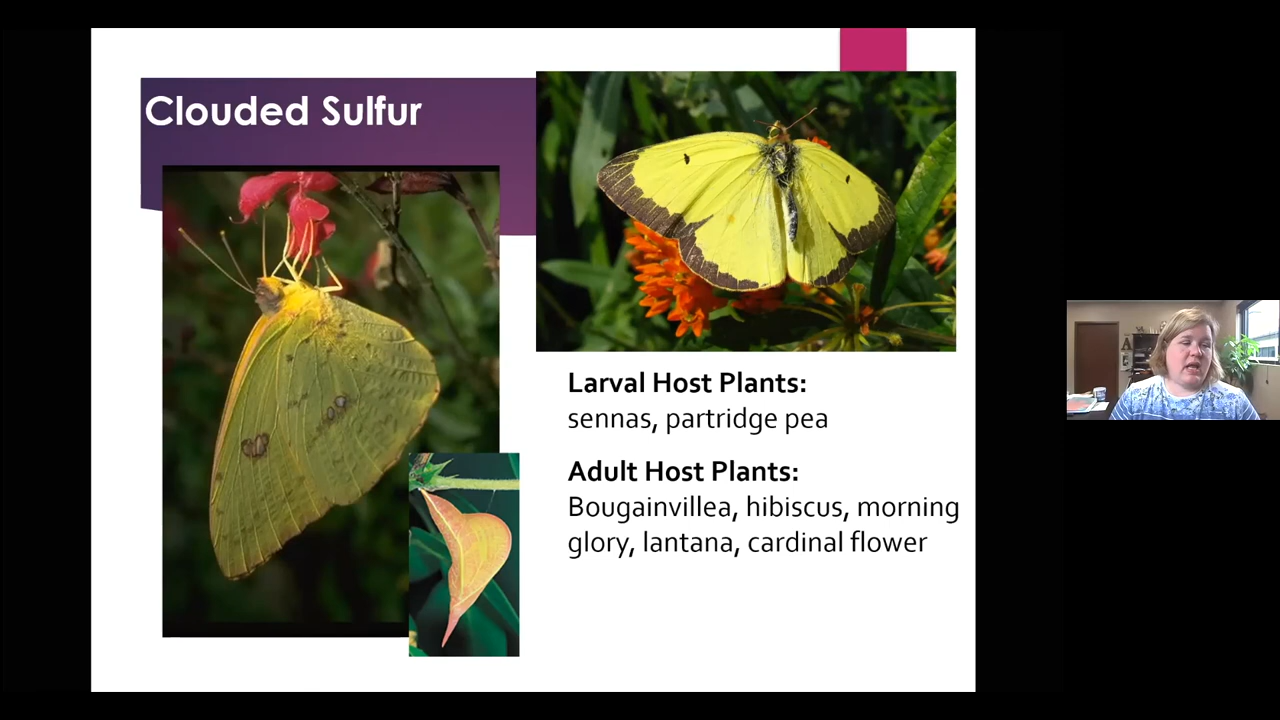 Clouded Sulfur
Larval Host Plants:
sennas, partridge pea
Adult Host Plants:
Bougainvillea, hibiscus, morning
glory, lantana, cardinal flower